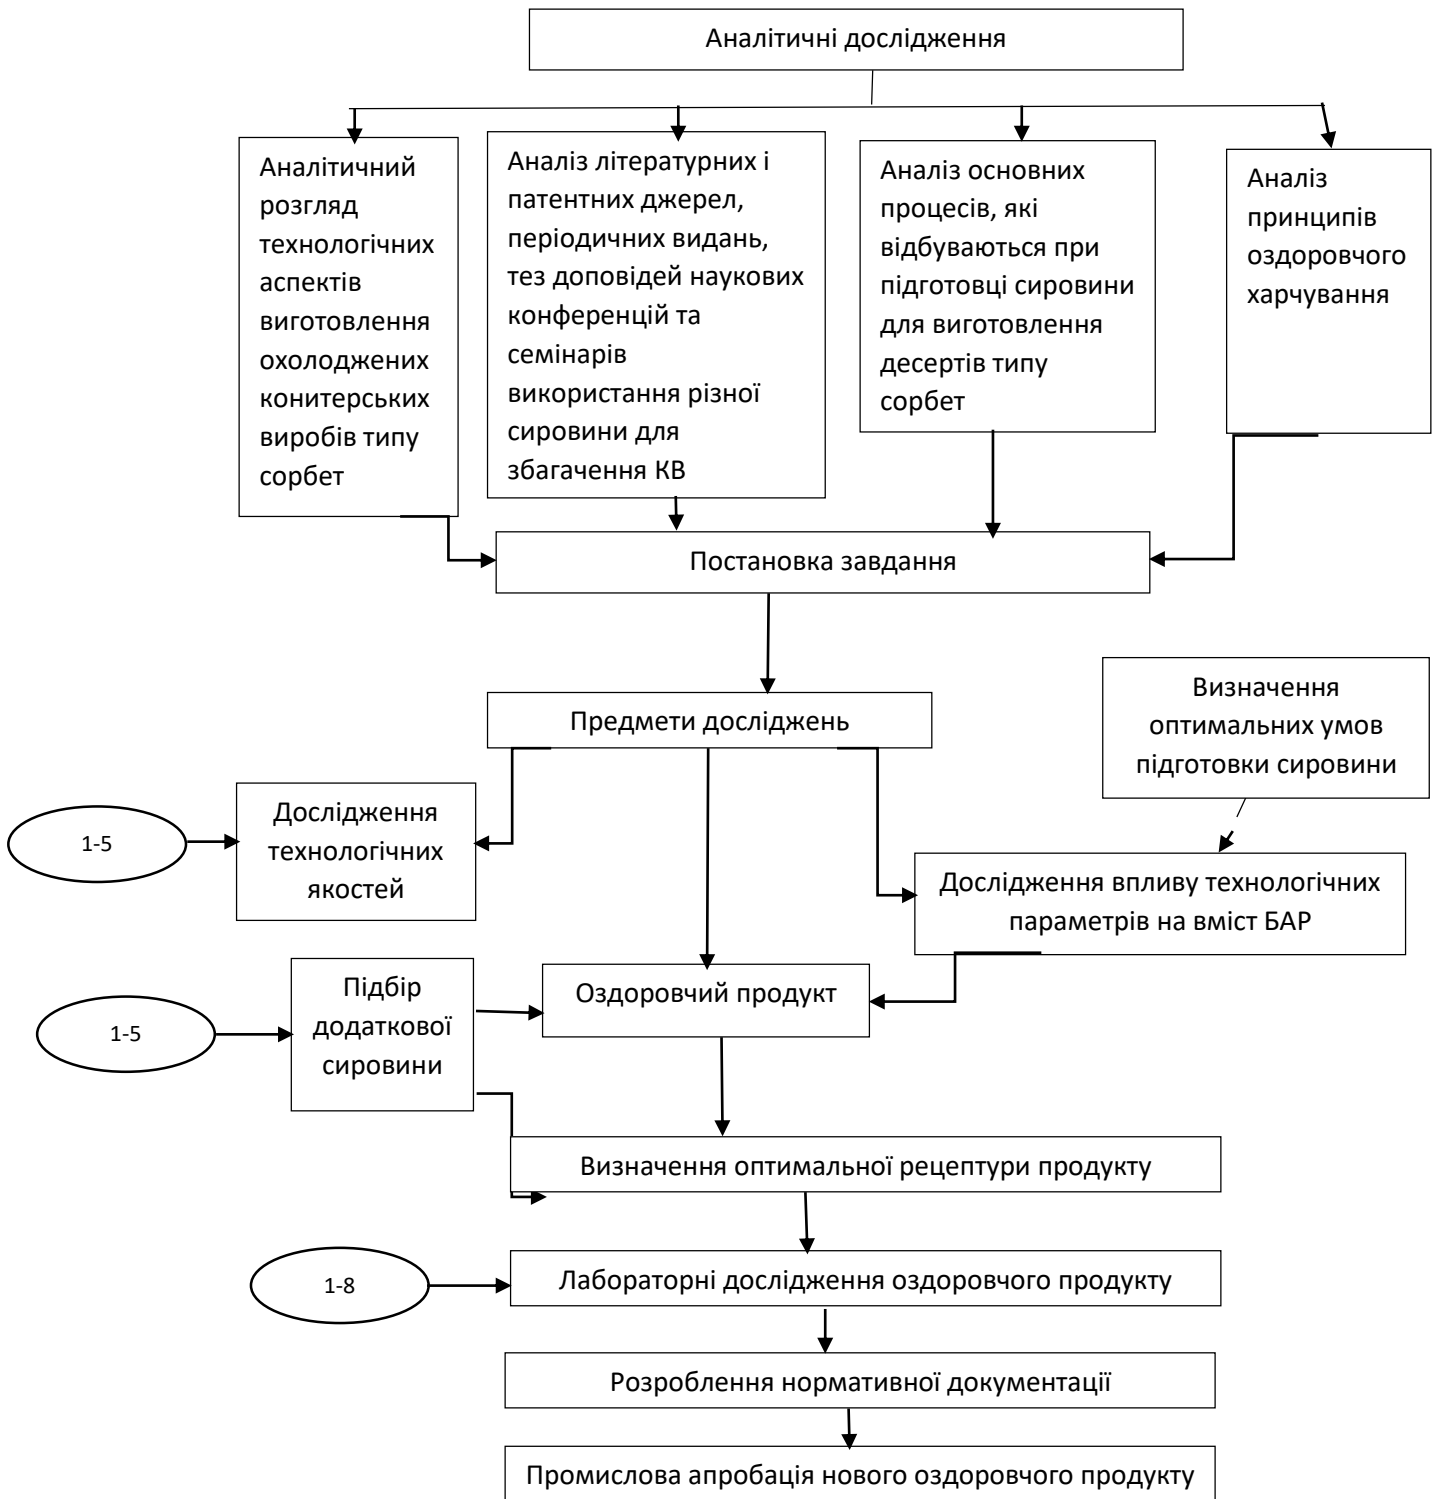 Аналітичні дослідження
Аналітичний
розгляд
технологічних
аспектів
виготовлення
охолоджених
конитерських
виробів типу
сорбет
Аналіз літературних і
патентних джерел,
періодичних видань,
тез доповідей наукових
конференцій та
семінарів
використання різної
сировини для
збагачення КВ
Аналіз основних
процесів, які
відбуваються при
підготовці сировини
для виготовлення
десертів типу
сорбет
Аналіз
принципів
оздоровчого
харчування
Постановка завдання
Предмети досліджень
Визначення
оптимальних умов
підготовки сировини
1-5
Дослідження
технологічних
якостей
Дослідження впливу технологічних
параметрів на вміст БАР
1-5
Підбір
додаткової
сировини
Оздоровчий продукт
Визначення оптимальної рецептури продукту
1-8
Лабораторні дослідження оздоровчого продукту
Розроблення нормативної документації
Промислова апробація нового оздоровчого продукту